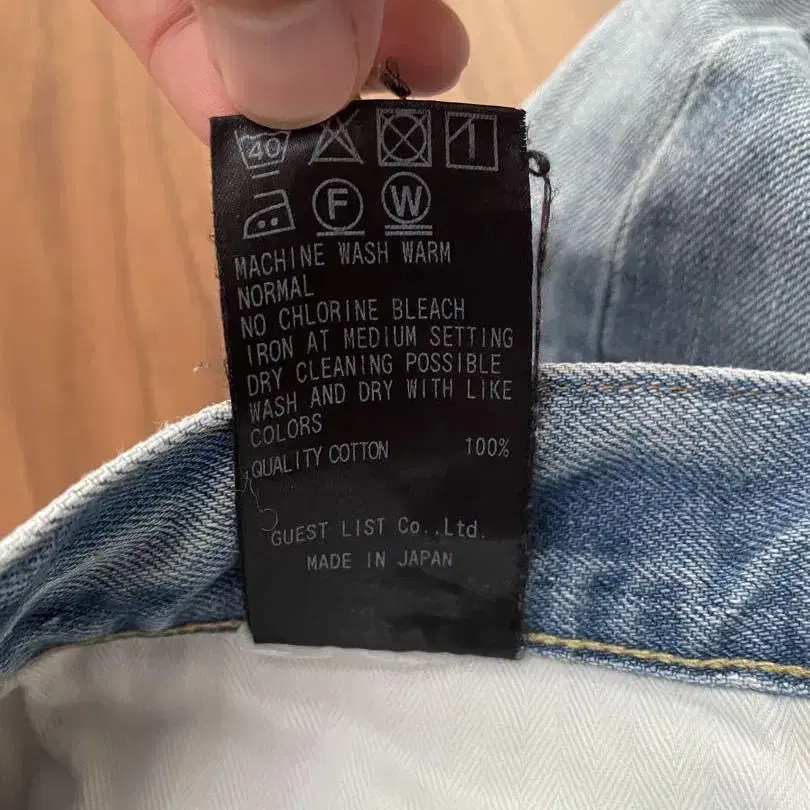 40
F W
MACHINE WASH WARM
NORMAL
NO CHLORINE BLEACH
IRON AT MEDIUM SETTING
DRY CLEANING POSSIBLE
WASH AND DRY WITH LIKE
COLORS
QUALITY COTTON 100%
GUEST LIST Co.,Ltd.
MADE IN JAPAN